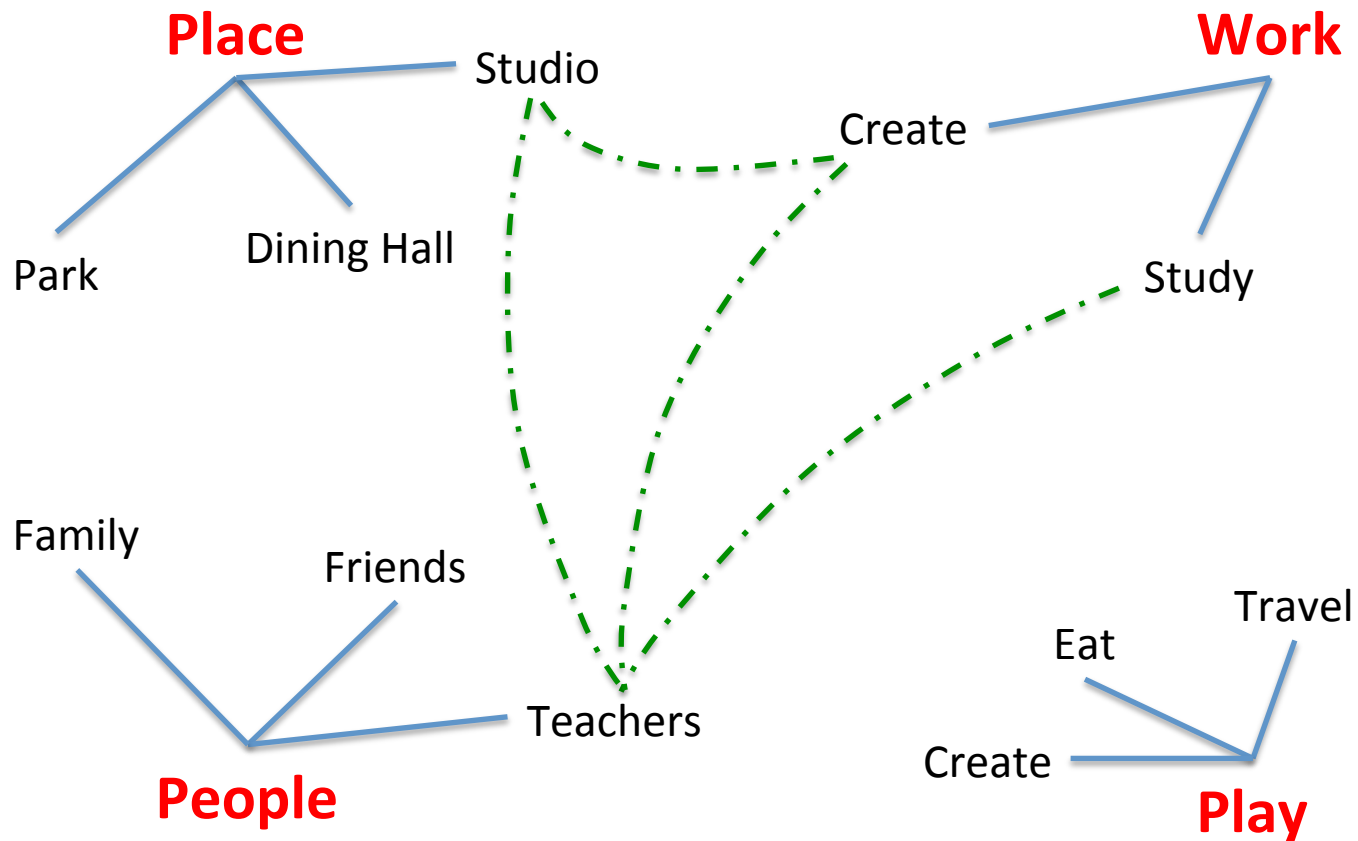 Place
Work
Studio
Create
Dining Hall
Park
Study
Family
Friends
Travel
Eat
Teachers
Create
People
Play